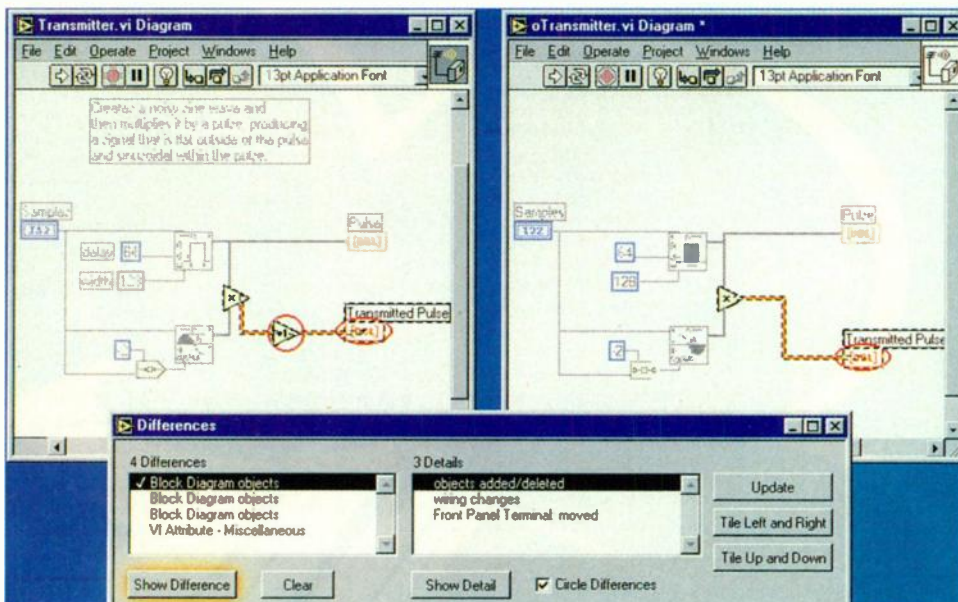 Transmitter.vi Diagram
File Edit Operate Project Windows Help
13pt Application Font
Creates a noisy sine wave and
then multiplies it by a pulse, producing
a signal that is flat outside of the pulse
and sinusoidal within the pulse.
Samples
Pulse
[DBL]
delay 64
width
Transmitted Pulse
oTransmitter.vi Diagram *
File Edit Operate Project Windows Help
13pt Application Font
Samples
Pulse
[DBL]
64
128
Transmitted Pulse
Differences
4 Differences
Block Diagram objects
Block Diagram objects
Block Diagram objects
VI Attribute - Miscellaneous
3 Details
objects added/deleted
wiring changes
Front Panel Terminal: moved
Update
Tile Left and Right
Tile Up and Down
Show Difference
Clear
Show Detail
Circle Differences